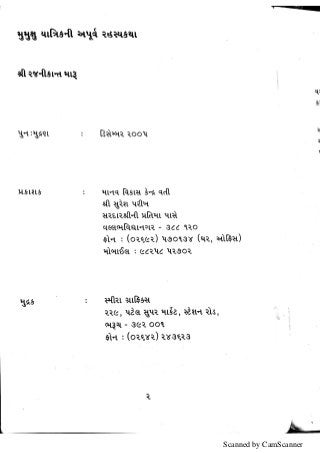 મુમુક્ષુ યાત્રિકની અપૂર્વ રહસ્યકથા
શ્રી રજનીકાન્ત મારૂ
પુનઃમુદ્રણ : ડિસેમ્બર ૨૦૦૫
પ્રકાશક : માનવ વિકાસ કેન્દ્ર વતી
શ્રી સુરેશ પરીખ
સરદારશ્રીની પ્રતિમા પાસે
વલ્લભવિદ્યાનગર - ૩૮૮ ૧૨૦
ફોન : (૦૨૬૯૨) ૫૭૦૧૩૪ (ઘર, ઓફિસ)
મોબાઈલ : ૯૮૨૫૮ ૫૨૭૦૨
મુદ્રક : સ્મીરા ગ્રાફિક્સ
૨૨૯, પટેલ સુપર માર્કેટ, સ્ટેશન રોડ,
ભરૂચ - ૩૯૨ ૦૦૧
ફોન : (૦૨૬૪૨) ૨૪૩૬૨૩
૨
Scanned by CamScanner